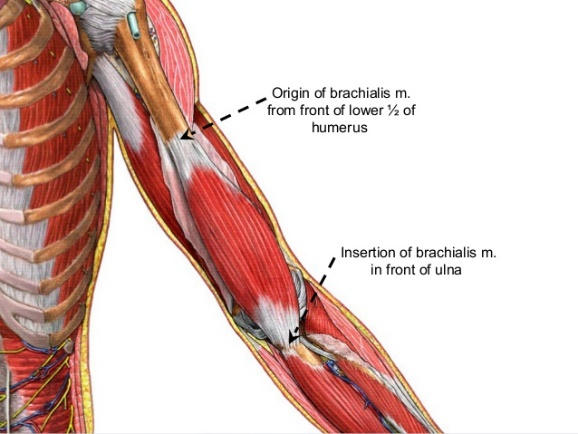 Origin of brachialis m.
from front of lower ½ of
humerus
Insertion of brachialis m.
in front of ulna